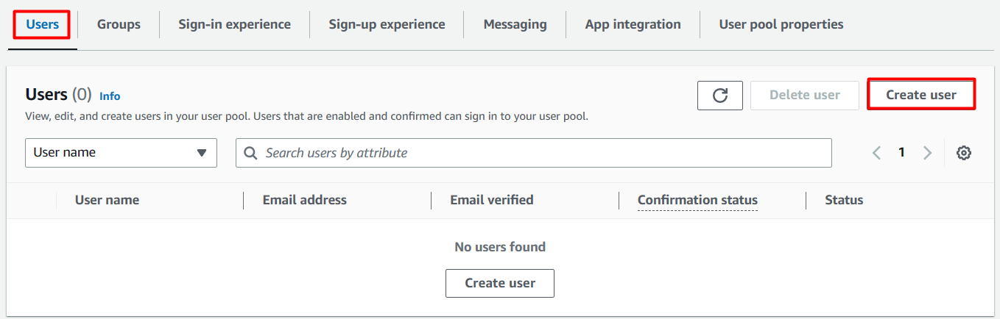 Users Groups Sign-in experience Sign-up experience Messaging App integration User pool properties
Users (0) Info Delete user Create user
View, edit, and create users in your user pool. Users that are enabled and confirmed can sign in to your user pool.
User name Search users by attribute 1
User name Email address Email verified Confirmation status Status
No users found
Create user